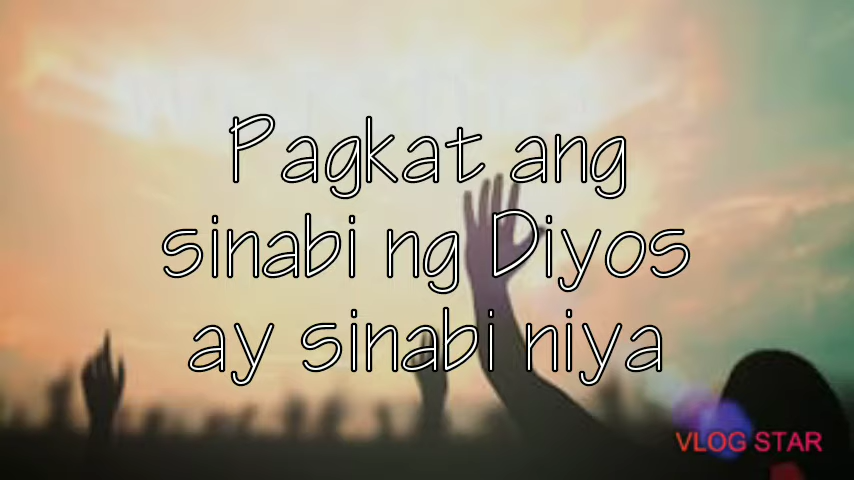 Pagkat ang
sinabi ng Diyos
ay sinabi niya
VLOG STAR